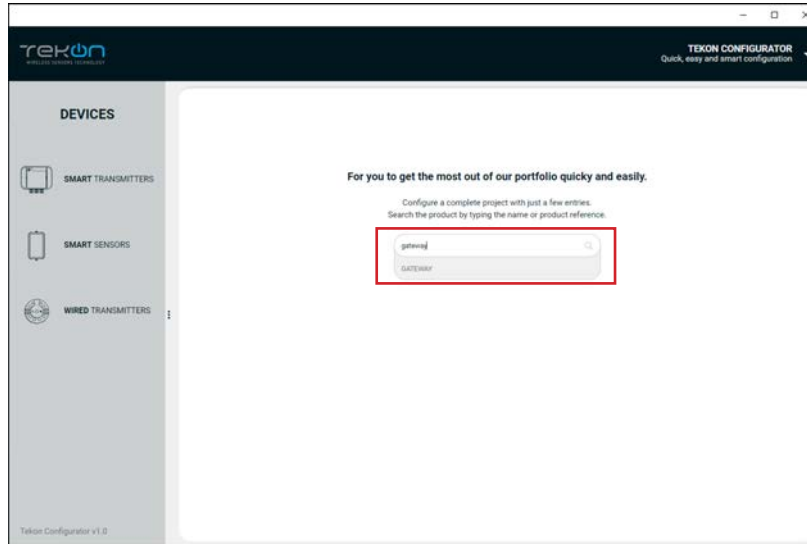 TEKON
WIRELESS SENSORS TECHNOLOGY
TEKON CONFIGURATOR
Quick, easy and smart configuration
DEVICES
SMART TRANSMITTERS
SMART SENSORS
WIRED TRANSMITTERS
For you to get the most out of our portfolio quicky and easily.
Configure a complete project with just a few entries.
Search the product by typing the name or product reference.
gateway
GATEWAY
Tekon Configurator v1.0